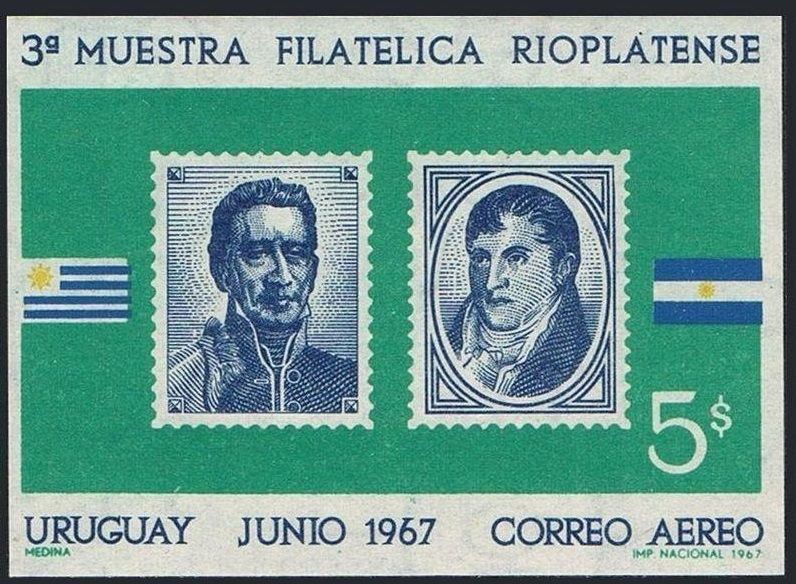 3ª MUESTRA FILATELICA RIOPLATENSE
5$
URUGUAY JUNIO 1967 CORREO AEREO
MEDINA IMP. NACIONAL 1967